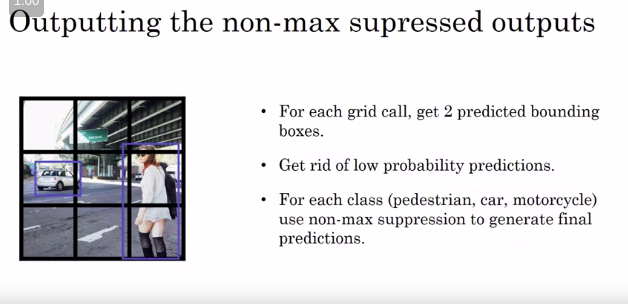 1.00
Outputting the non-max supressed outputs
• For each grid call, get 2 predicted bounding
boxes.
• Get rid of low probability predictions.
• For each class (pedestrian, car, motorcycle)
use non-max suppression to generate final
predictions.